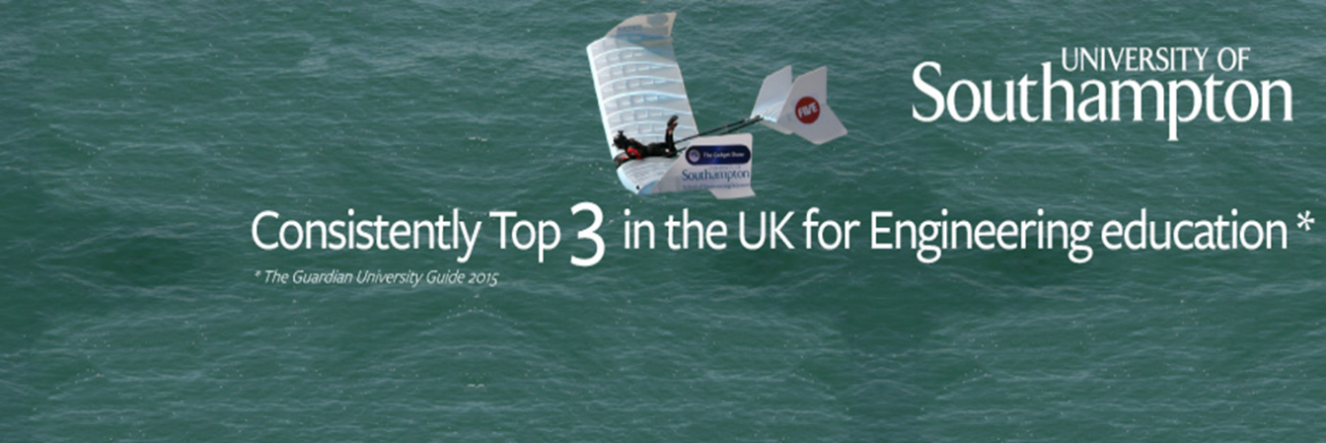 UNIVERSITY OF
Southampton
FIVE
The Gadget Show
Southampton
Consistently Top 3 in the UK for Engineering education *
* The Guardian University Guide 2015